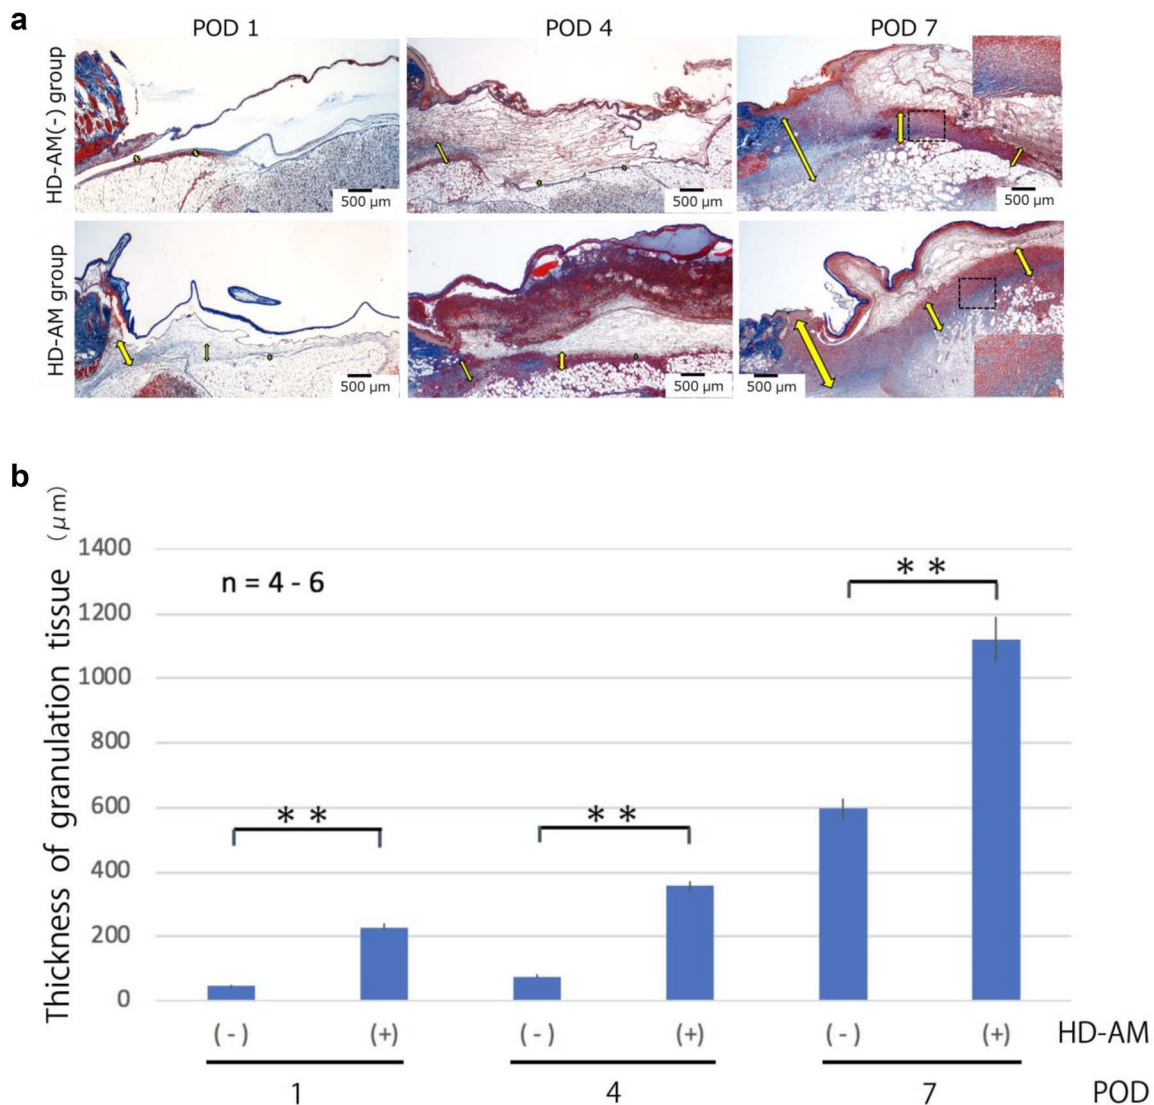 a
POD 1
POD 4
POD 7
HD-AM(-) group
500 µm
500 µm
500 µm
HD-AM group
500 µm
500 µm
500 µm
b
Thickness of granulation tissue (µm)
1400
1200
1000
800
600
400
200
0
n = 4 - 6
* *
* *
* *
(-) (+) (-) (+) (-) (+) HD-AM
1 4 7 POD